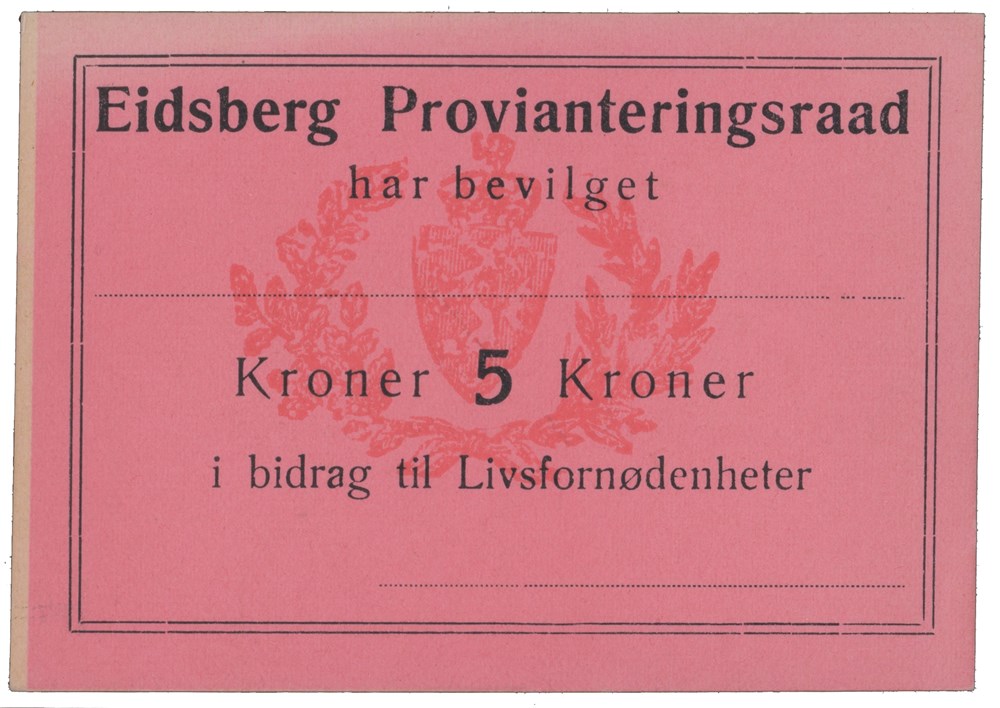 Eidsberg Provianteringsraad
har bevilget
Kroner 5 Kroner
i bidrag til Livsfornødenheter